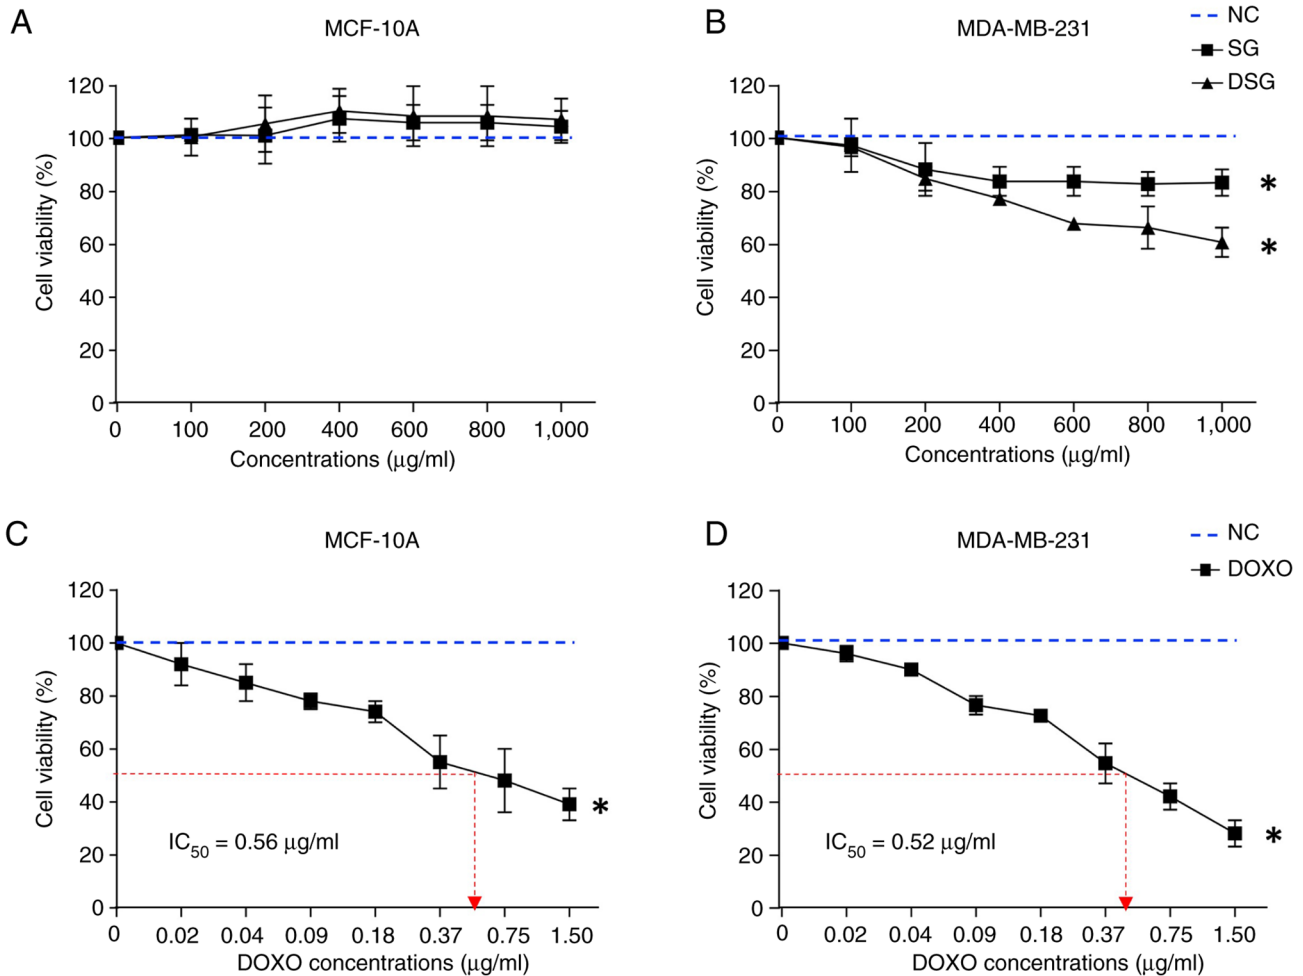 A
MCF-10A
120
100
80
60
40
20
0
Cell viability (%)
0 100 200 400 600 800 1,000
Concentrations (μg/ml)
B
MDA-MB-231
NC
SG
DSG
120
100
80
60
40
20
0
Cell viability (%)
*
*
0 100 200 400 600 800 1,000
Concentrations (μg/ml)
C
MCF-10A
120
100
80
60
40
20
0
Cell viability (%)
*
IC50 = 0.56 μg/ml
0 0.02 0.04 0.09 0.18 0.37 0.75 1.50
DOXO concentrations (μg/ml)
D
MDA-MB-231
NC
DOXO
120
100
80
60
40
20
0
Cell viability (%)
*
IC50 = 0.52 μg/ml
0 0.02 0.04 0.09 0.18 0.37 0.75 1.50
DOXO concentrations (μg/ml)